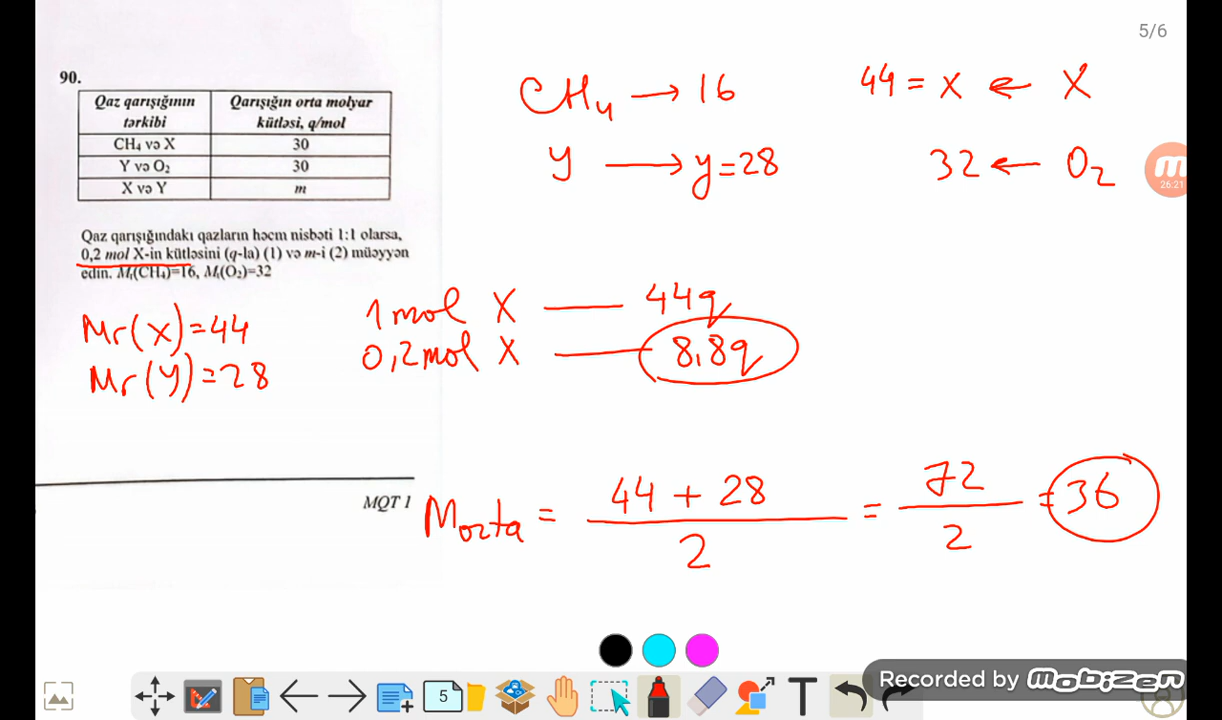 5/6
90.
Qaz qarışığının tərkibi
Qarışığın orta molyar kütləsi, q/mol
CH₄ və X
30
Y və O₂
30
X və Y
m
Qaz qarışığındakı qazların həcm nisbəti 1:1 olarsa,
0,2 mol X-in kütləsini (q-la) (1) və m-i (2) müəyyən
edin. Mᵣ(CH₄)=16, Mᵣ(O₂)=32
MQT 1
CH₄ → 16
44 = x ← X
y → y=28
32 ← O₂
26:21
Mr(x)=44
Mr(y)=28
1mol X — 44q
0,2mol X — 8,8q
Mozta = 44 + 28 / 2 = 72 / 2 = 36
5
T
Recorded by mobizen